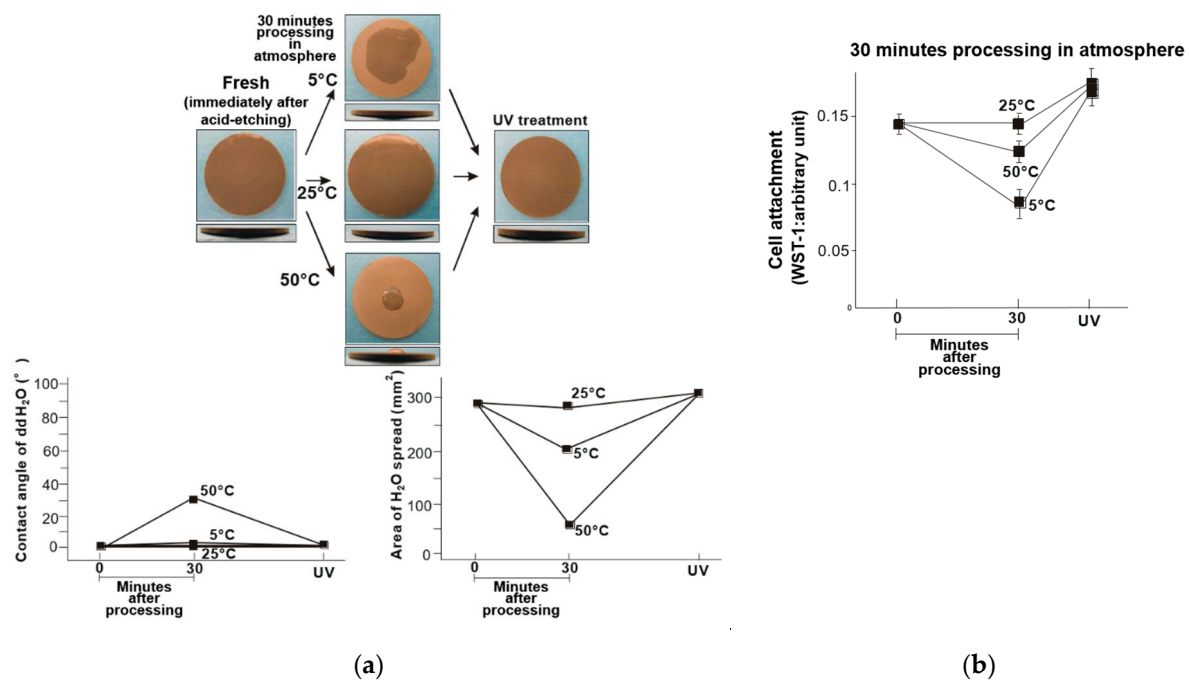 30 minutes
processing
in
atmosphere
5°C
Fresh
(immediately after
acid-etching)
UV treatment
25°C
50°C
Contact angle of ddH₂O (°)
100
80
60
40
20
0
50°C
5°C
25°C
0
30
UV
Minutes
after
processing
Area of H₂O spread (mm²)
300
200
100
0
25°C
5°C
50°C
0
30
UV
Minutes
after
processing
(a)
30 minutes processing in atmosphere
Cell attachment
(WST-1:arbitrary unit)
0.15
0.1
0.05
0
25°C
50°C
5°C
0
30
UV
Minutes
after
processing
(b)